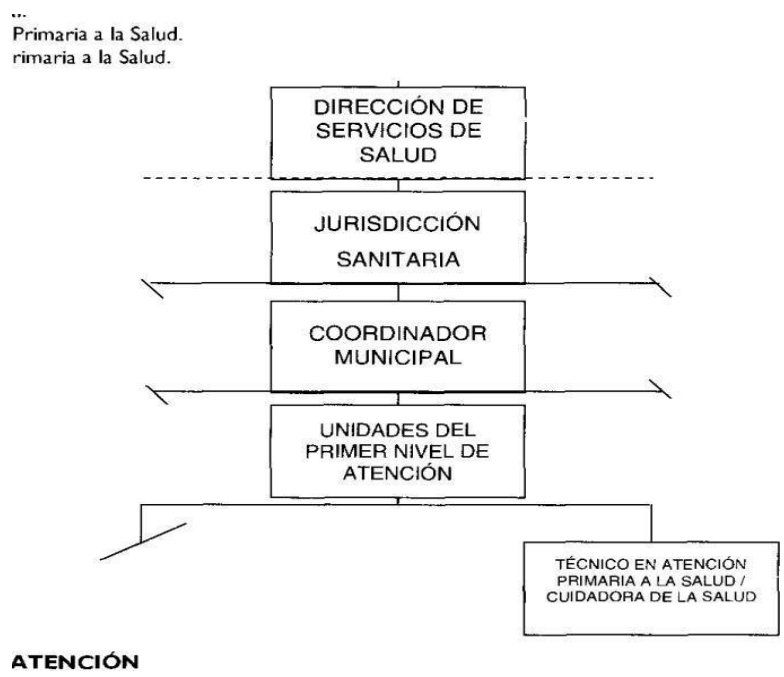 Primaria a la Salud.
rimaria a la Salud.
DIRECCIÓN DE
SERVICIOS DE
SALUD
JURISDICCIÓN
SANITARIA
COORDINADOR
MUNICIPAL
UNIDADES DEL
PRIMER NIVEL DE
ATENCIÓN
TÉCNICO EN ATENCIÓN
PRIMARIA A LA SALUD /
CUIDADORA DE LA SALUD
ATENCIÓN